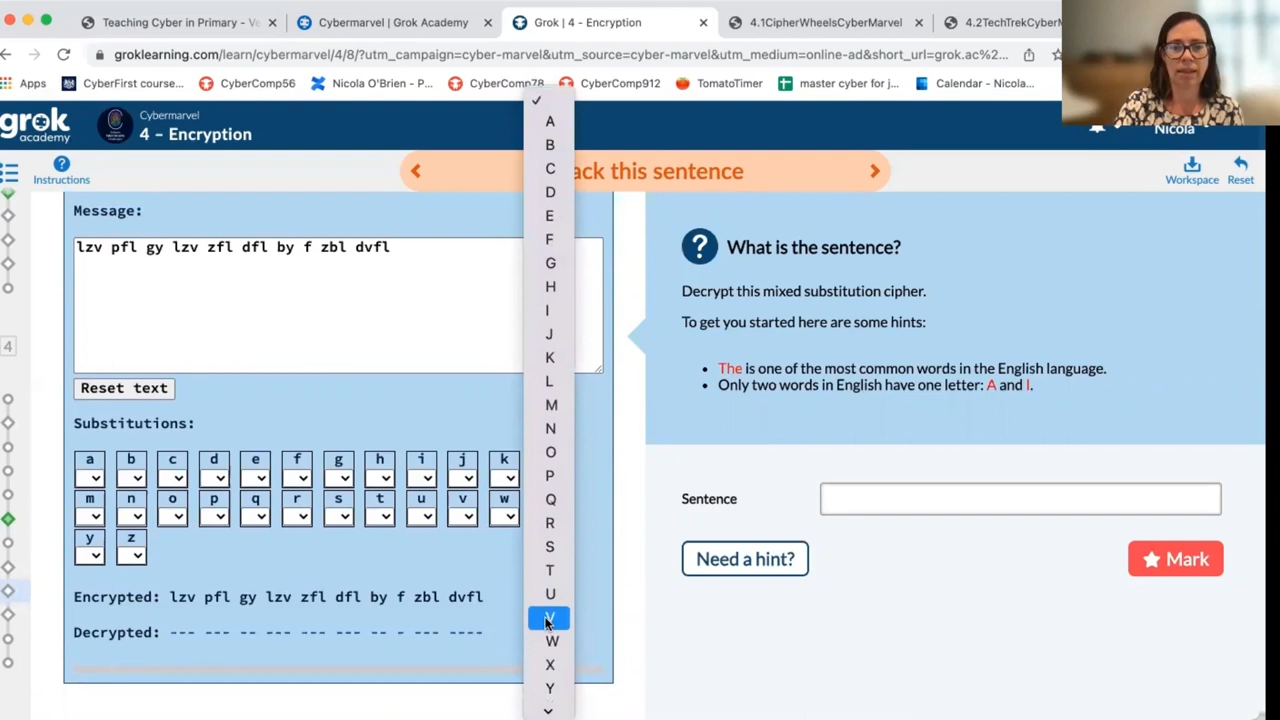 Teaching Cyber in Primary - Ve
Cybermarvel | Grok Academy
Grok | 4 - Encryption
4.1CipherWheelsCyberMarvel
4.2TechTrekCyberM
groklearning.com/learn/cybermarvel/4/8/?utm_campaign=cyber-marvel&utm_source=cyber-marvel&utm_medium=online-ad&short_url=grok.ac%2...
Apps
CyberFirst course...
CyberComp56
Nicola O'Brien - P...
CyberComp78
CyberComp912
TomatoTimer
master cyber for j...
Calendar - Nicola...
grok
academy
Cybermarvel
4 - Encryption
Nicola
Instructions
ack this sentence
Workspace
Reset
Message:
lzv pfl gy lzv zfl dfl by f zbl dvfl
Reset text
Substitutions:
a b c d e f g h i j k
m n o p q r s t u v w
y z
Encrypted: lzv pfl gy lzv zfl dfl by f zbl dvfl
Decrypted: --- --- -- --- --- --- -- - --- ----
4
A
B
C
D
E
F
G
H
I
J
K
L
M
N
O
P
Q
R
S
T
U
V
W
X
Y
? What is the sentence?
Decrypt this mixed substitution cipher.
To get you started here are some hints:
• The is one of the most common words in the English language.
• Only two words in English have one letter: A and I.
Sentence
Need a hint?
Mark